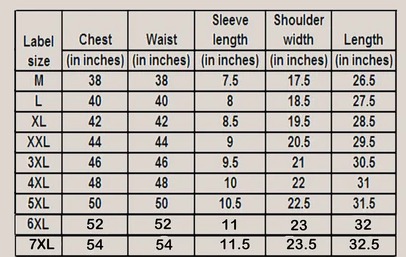 Label size Chest (in inches) Waist (in inches) Sleeve length (in inches) Shoulder width (in inches) Length (in inches)
M 38 38 7.5 17.5 26.5
L 40 40 8 18.5 27.5
XL 42 42 8.5 19.5 28.5
XXL 44 44 9 20.5 29.5
3XL 46 46 9.5 21 30.5
4XL 48 48 10 22 31
5XL 50 50 10.5 22.5 31.5
6XL 52 52 11 23 32
7XL 54 54 11.5 23.5 32.5